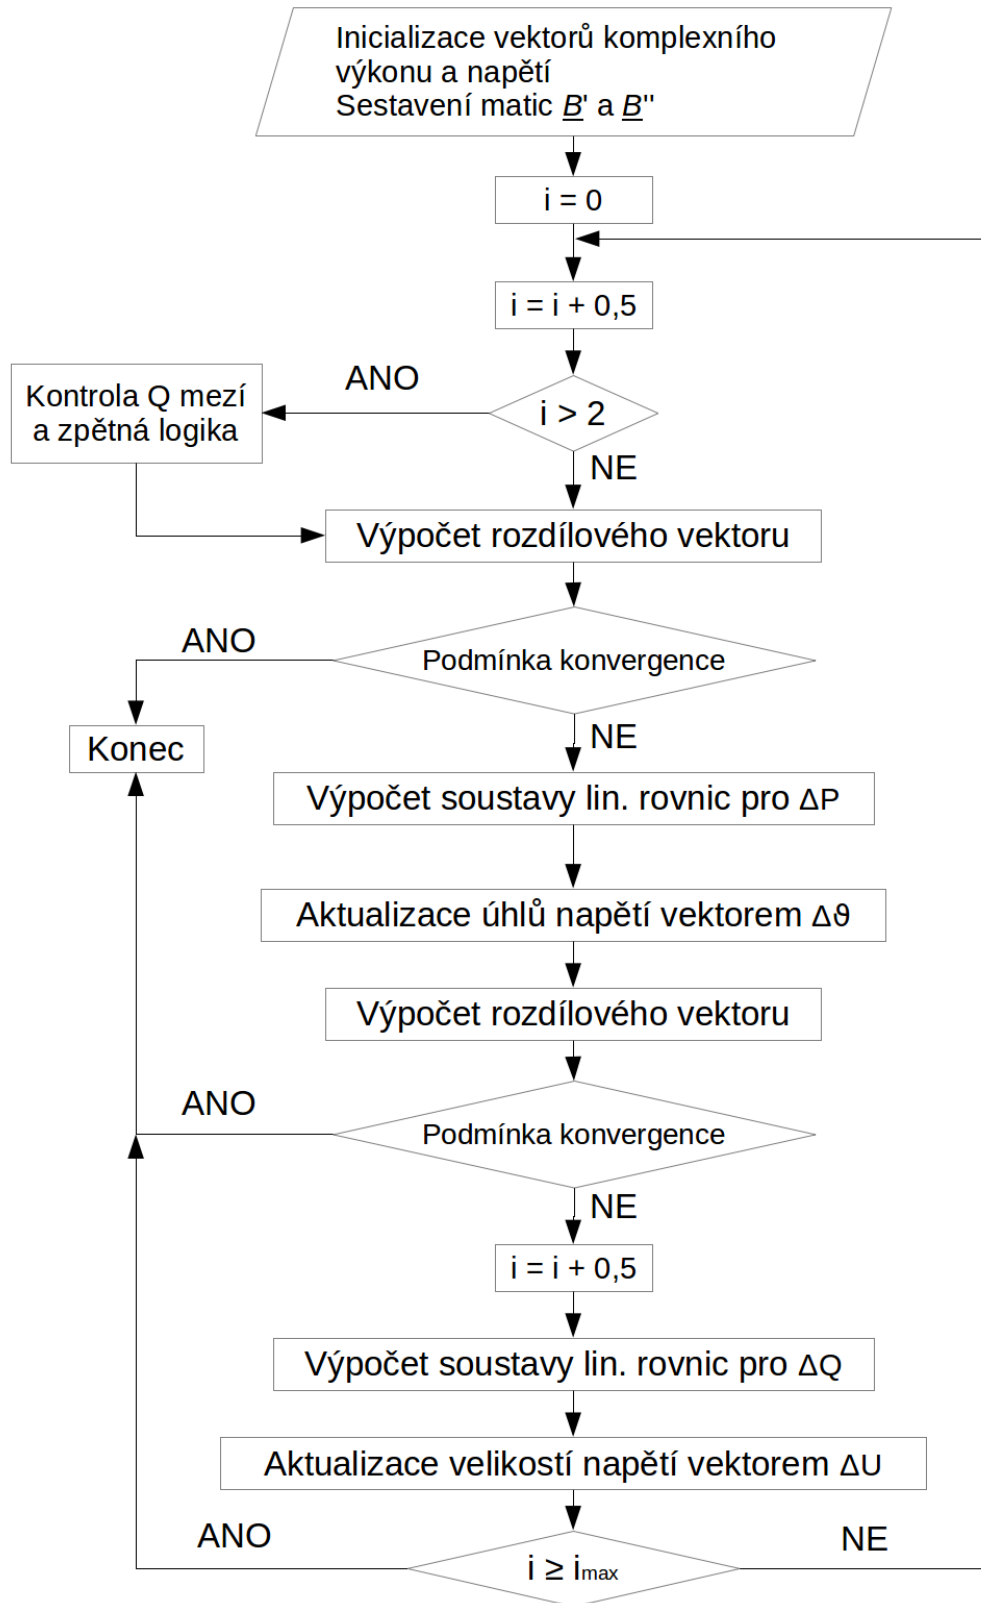 Inicializace vektorů komplexního
výkonu a napětí
Sestavení matic B' a B''
i = 0
i = i + 0,5
ANO
i > 2
Kontrola Q mezí
a zpětná logika
NE
Výpočet rozdílového vektoru
ANO
Podmínka konvergence
NE
Konec
Výpočet soustavy lin. rovnic pro ΔP
Aktualizace úhlů napětí vektorem Δϑ
Výpočet rozdílového vektoru
ANO
Podmínka konvergence
NE
i = i + 0,5
Výpočet soustavy lin. rovnic pro ΔQ
Aktualizace velikostí napětí vektorem ΔU
ANO
i ≥ imax
NE